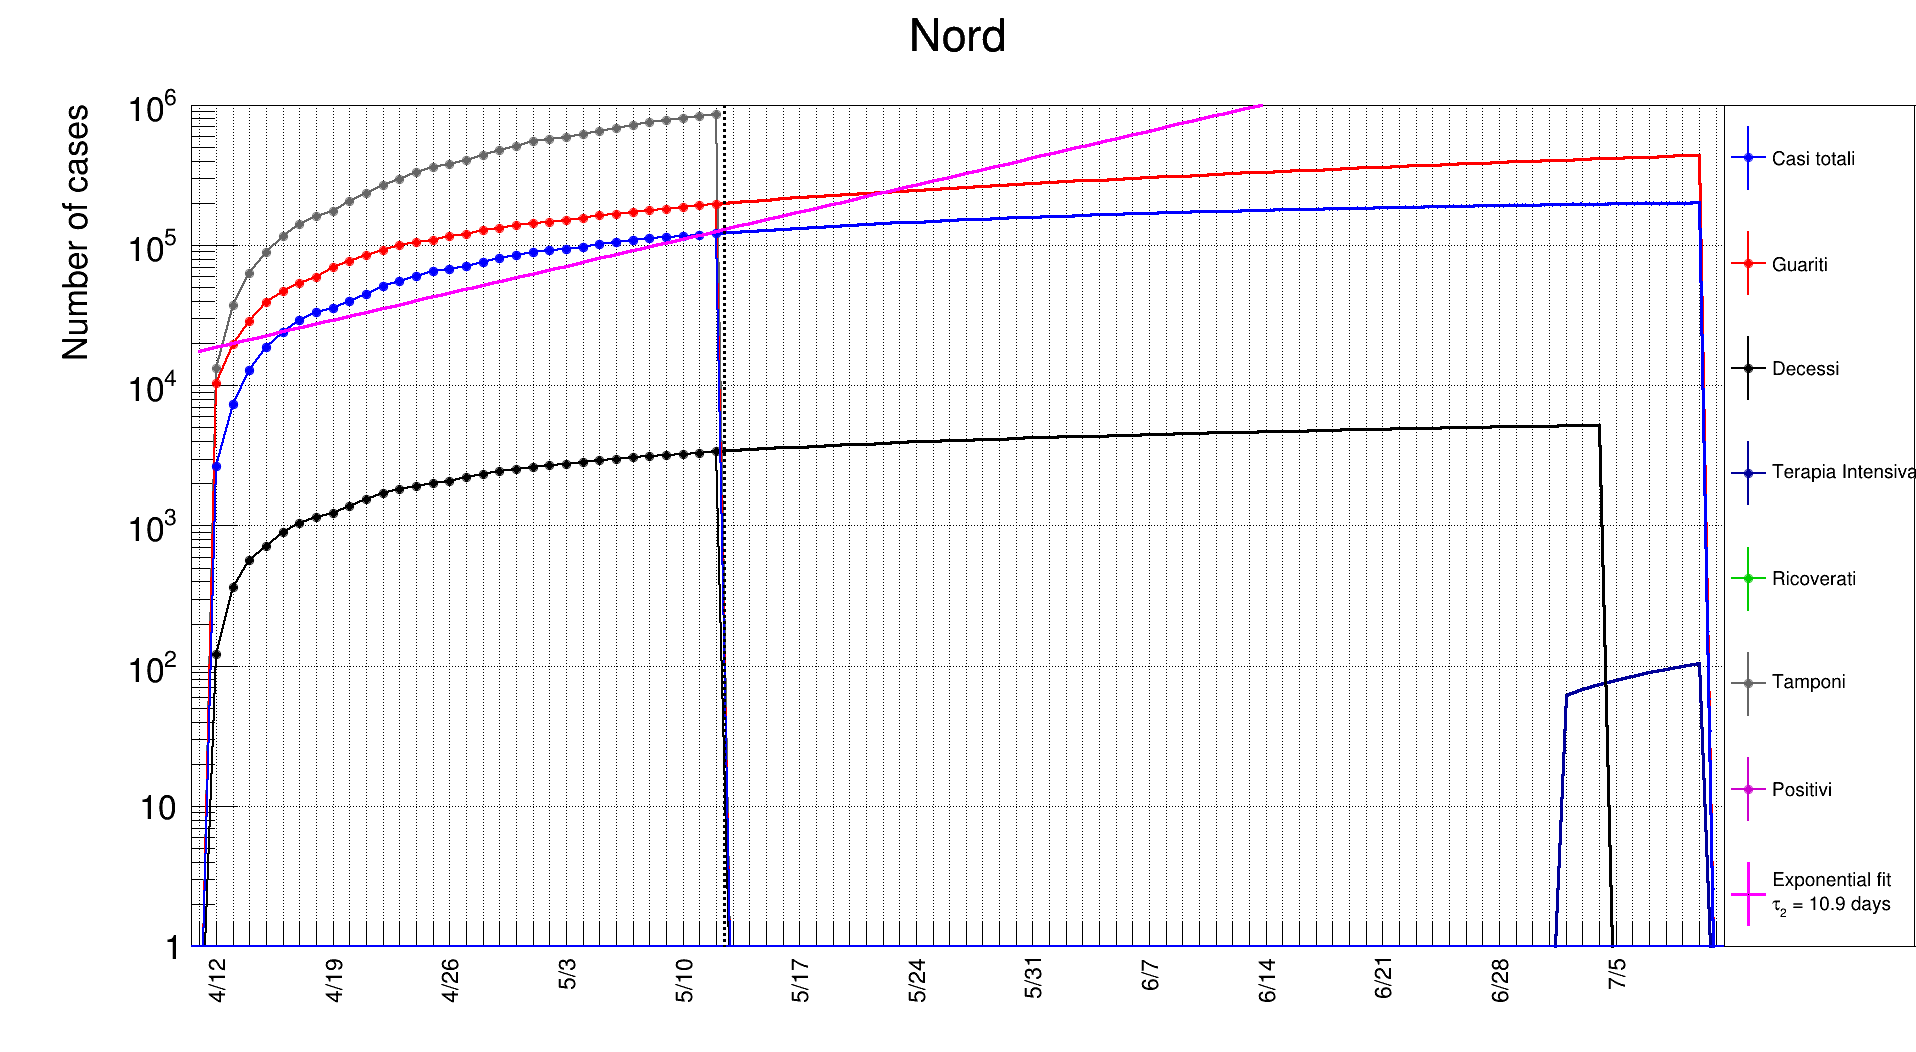 Nord
Number of cases
10^6
10^5
10^4
10^3
10^2
10
1
4/12
4/19
4/26
5/3
5/10
5/17
5/24
5/31
6/7
6/14
6/21
6/28
7/5
Casi totali
Guariti
Decessi
Terapia Intensiva
Ricoverati
Tamponi
Positivi
Exponential fit
τ₂ = 10.9 days